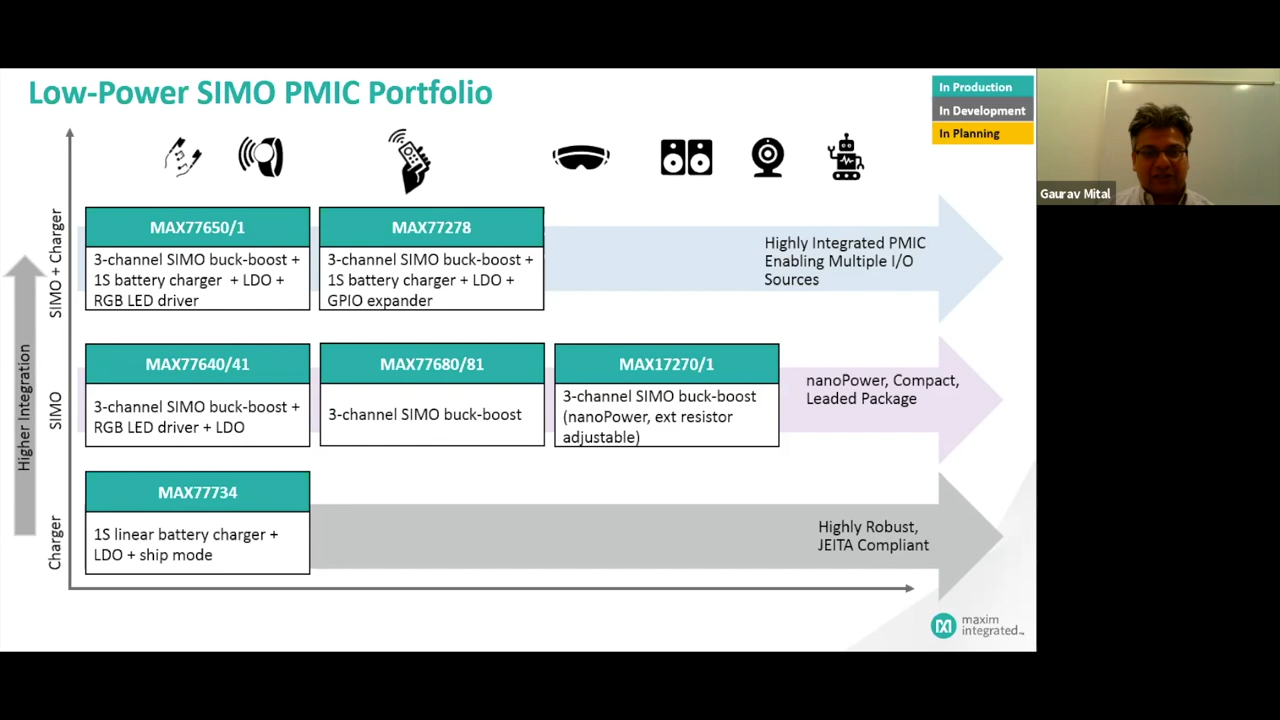 Low-Power SIMO PMIC Portfolio
In Production
In Development
In Planning
Gaurav Mital
Higher Integration
SIMO + Charger
MAX77650/1
3-channel SIMO buck-boost +
1S battery charger + LDO +
RGB LED driver
MAX77278
3-channel SIMO buck-boost +
1S battery charger + LDO +
GPIO expander
Highly Integrated PMIC
Enabling Multiple I/O
Sources
SIMO
MAX77640/41
3-channel SIMO buck-boost +
RGB LED driver + LDO
MAX77680/81
3-channel SIMO buck-boost
MAX17270/1
3-channel SIMO buck-boost
(nanoPower, ext resistor
adjustable)
nanoPower, Compact,
Leaded Package
Charger
MAX77734
1S linear battery charger +
LDO + ship mode
Highly Robust,
JEITA Compliant
maxim
integrated™